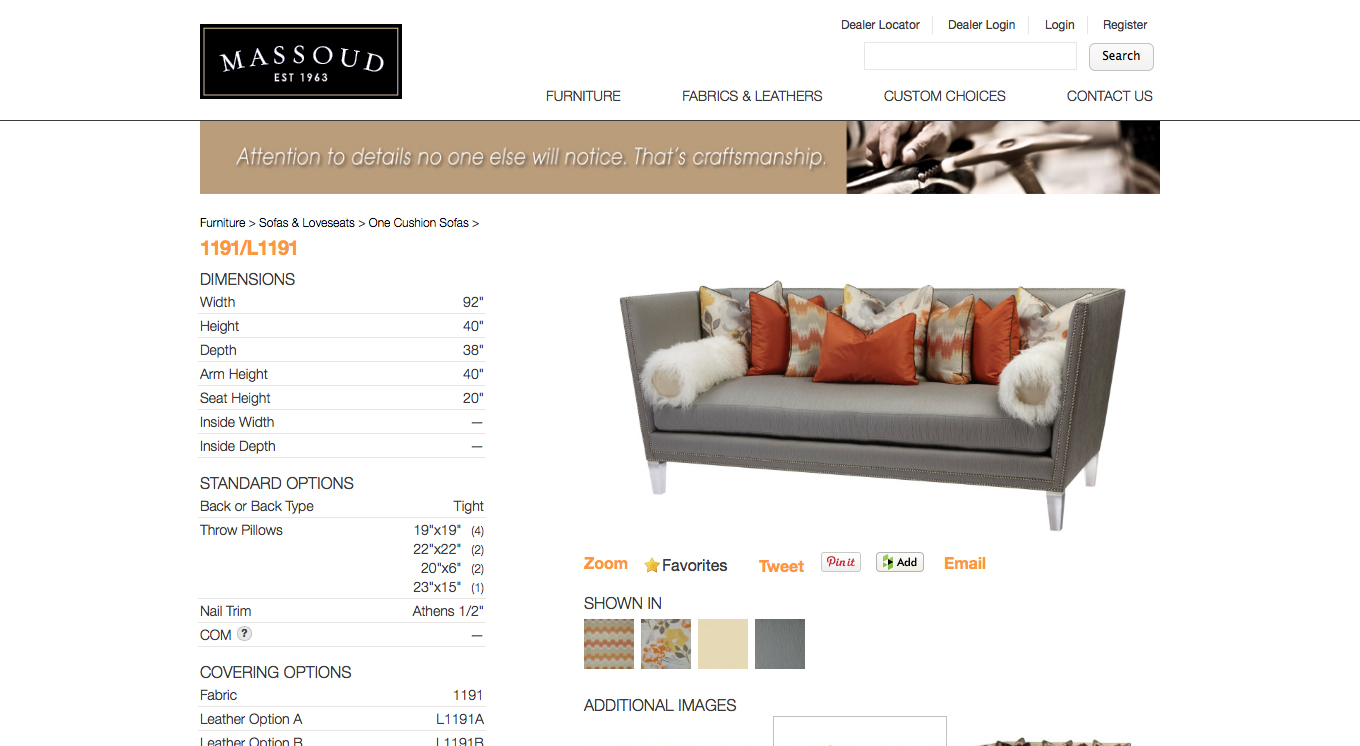 MASSOUD
EST 1963
Dealer Locator
Dealer Login
Login
Register
Search
FURNITURE
FABRICS & LEATHERS
CUSTOM CHOICES
CONTACT US
Attention to details no one else will notice. That's craftsmanship.
Furniture > Sofas & Loveseats > One Cushion Sofas >
1191/L1191
DIMENSIONS
Width 92"
Height 40"
Depth 38"
Arm Height 40"
Seat Height 20"
Inside Width —
Inside Depth —
STANDARD OPTIONS
Back or Back Type Tight
Throw Pillows 19"x19" (4)
22"x22" (2)
20"x6" (2)
23"x15" (1)
Nail Trim Athens 1/2"
COM ? —
COVERING OPTIONS
Fabric 1191
Leather Option A L1191A
Leather Option B L1191B
Zoom
Favorites
Tweet
Pin it
Add
Email
SHOWN IN
ADDITIONAL IMAGES